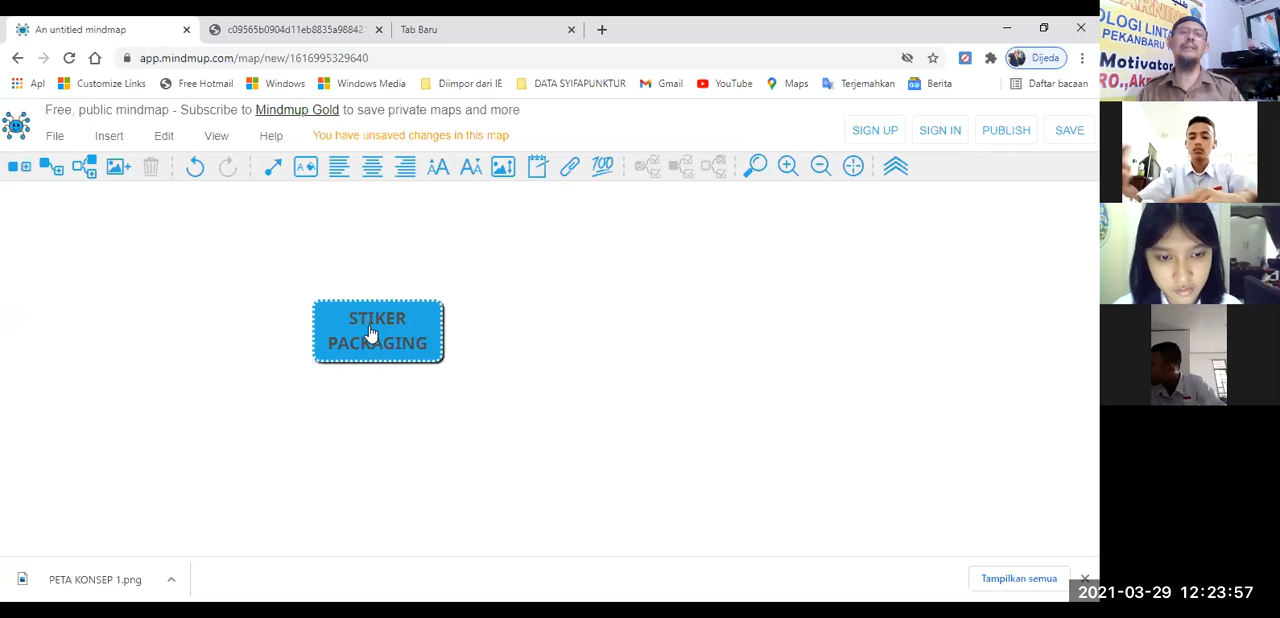 An untitled mindmap
c09565b0904d11eb8835a98842
Tab Baru
app.mindmup.com/map/new/1616995329640
Dijeda
Apl
Customize Links
Free Hotmail
Windows
Windows Media
Diimpor dari IE
DATA SYIFAPUNKTUR
Gmail
YouTube
Maps
Terjemahkan
Berita
Daftar bacaan
Free, public mindmap - Subscribe to Mindmup Gold to save private maps and more
File
Insert
Edit
View
Help
You have unsaved changes in this map
SIGN UP
SIGN IN
PUBLISH
SAVE
100
STIKER
PACKAGING
PETA KONSEP 1.png
Tampilkan semua
2021-03-29 12:23:57
OLOGI LINTA
PEKANBARU
Motivator